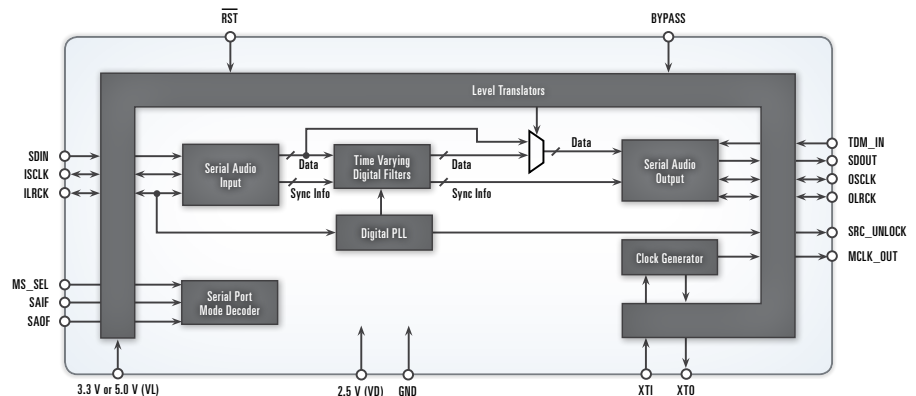 RST
BYPASS
Level Translators
SDIN
ISCLK
ILRCK
Serial Audio
Input
Data
Sync Info
Time Varying
Digital Filters
Data
Sync Info
Data
Serial Audio
Output
TDM_IN
SDOUT
OSCLK
OLRCK
Digital PLL
SRC_UNLOCK
Clock Generator
MCLK_OUT
MS_SEL
SAIF
SAOF
Serial Port
Mode Decoder
3.3 V or 5.0 V (VL)
2.5 V (VD)
GND
XTI
XTO